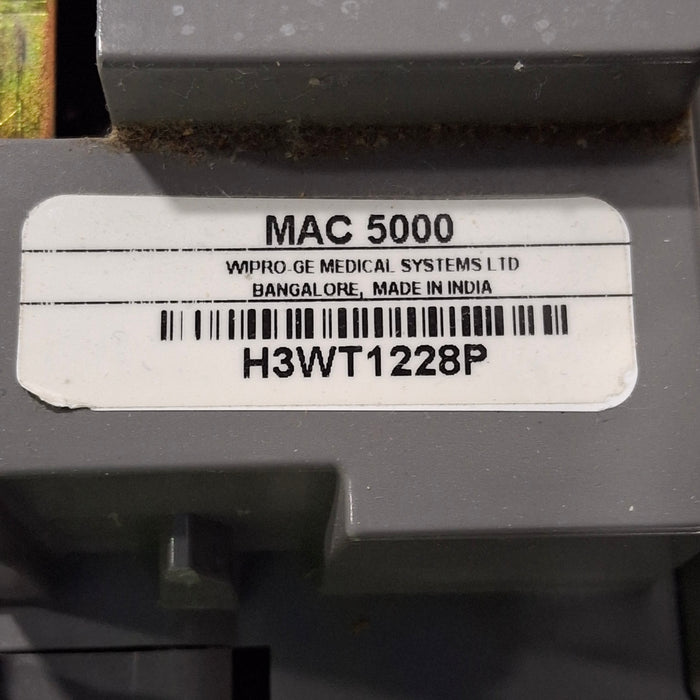 MAC 5000
WIPRO-GE MEDICAL SYSTEMS LTD
BANGALORE, MADE IN INDIA
H3WT1228P